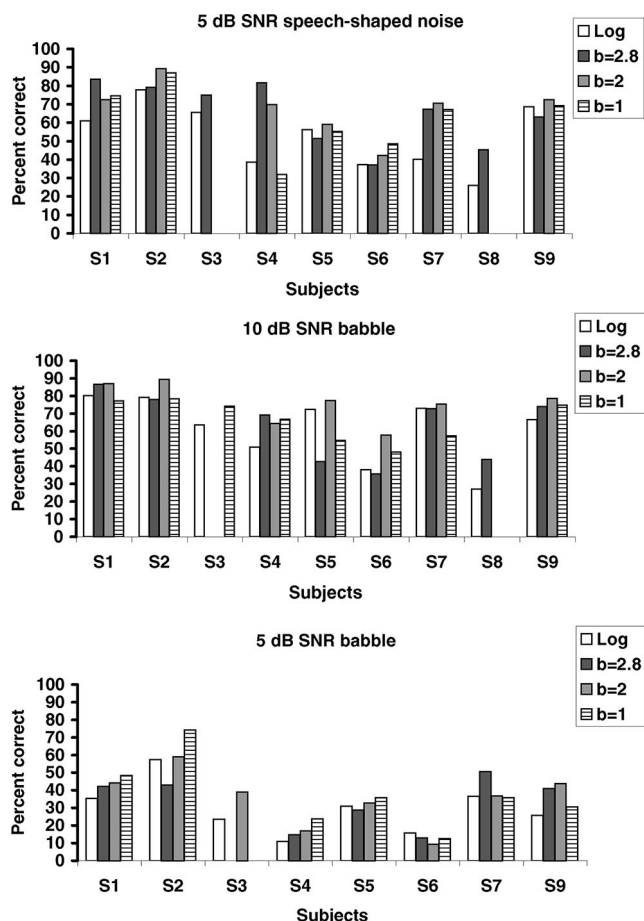 5 dB SNR speech-shaped noise
Log
b=2.8
b=2
b=1
Percent correct
100
90
80
70
60
50
40
30
20
10
0
S1 S2 S3 S4 S5 S6 S7 S8 S9
Subjects
10 dB SNR babble
Log
b=2.8
b=2
b=1
Percent correct
100
90
80
70
60
50
40
30
20
10
0
S1 S2 S3 S4 S5 S6 S7 S8 S9
Subjects
5 dB SNR babble
Log
b=2.8
b=2
b=1
Percent correct
100
90
80
70
60
50
40
30
20
10
0
S1 S2 S3 S4 S5 S6 S7 S9
Subjects